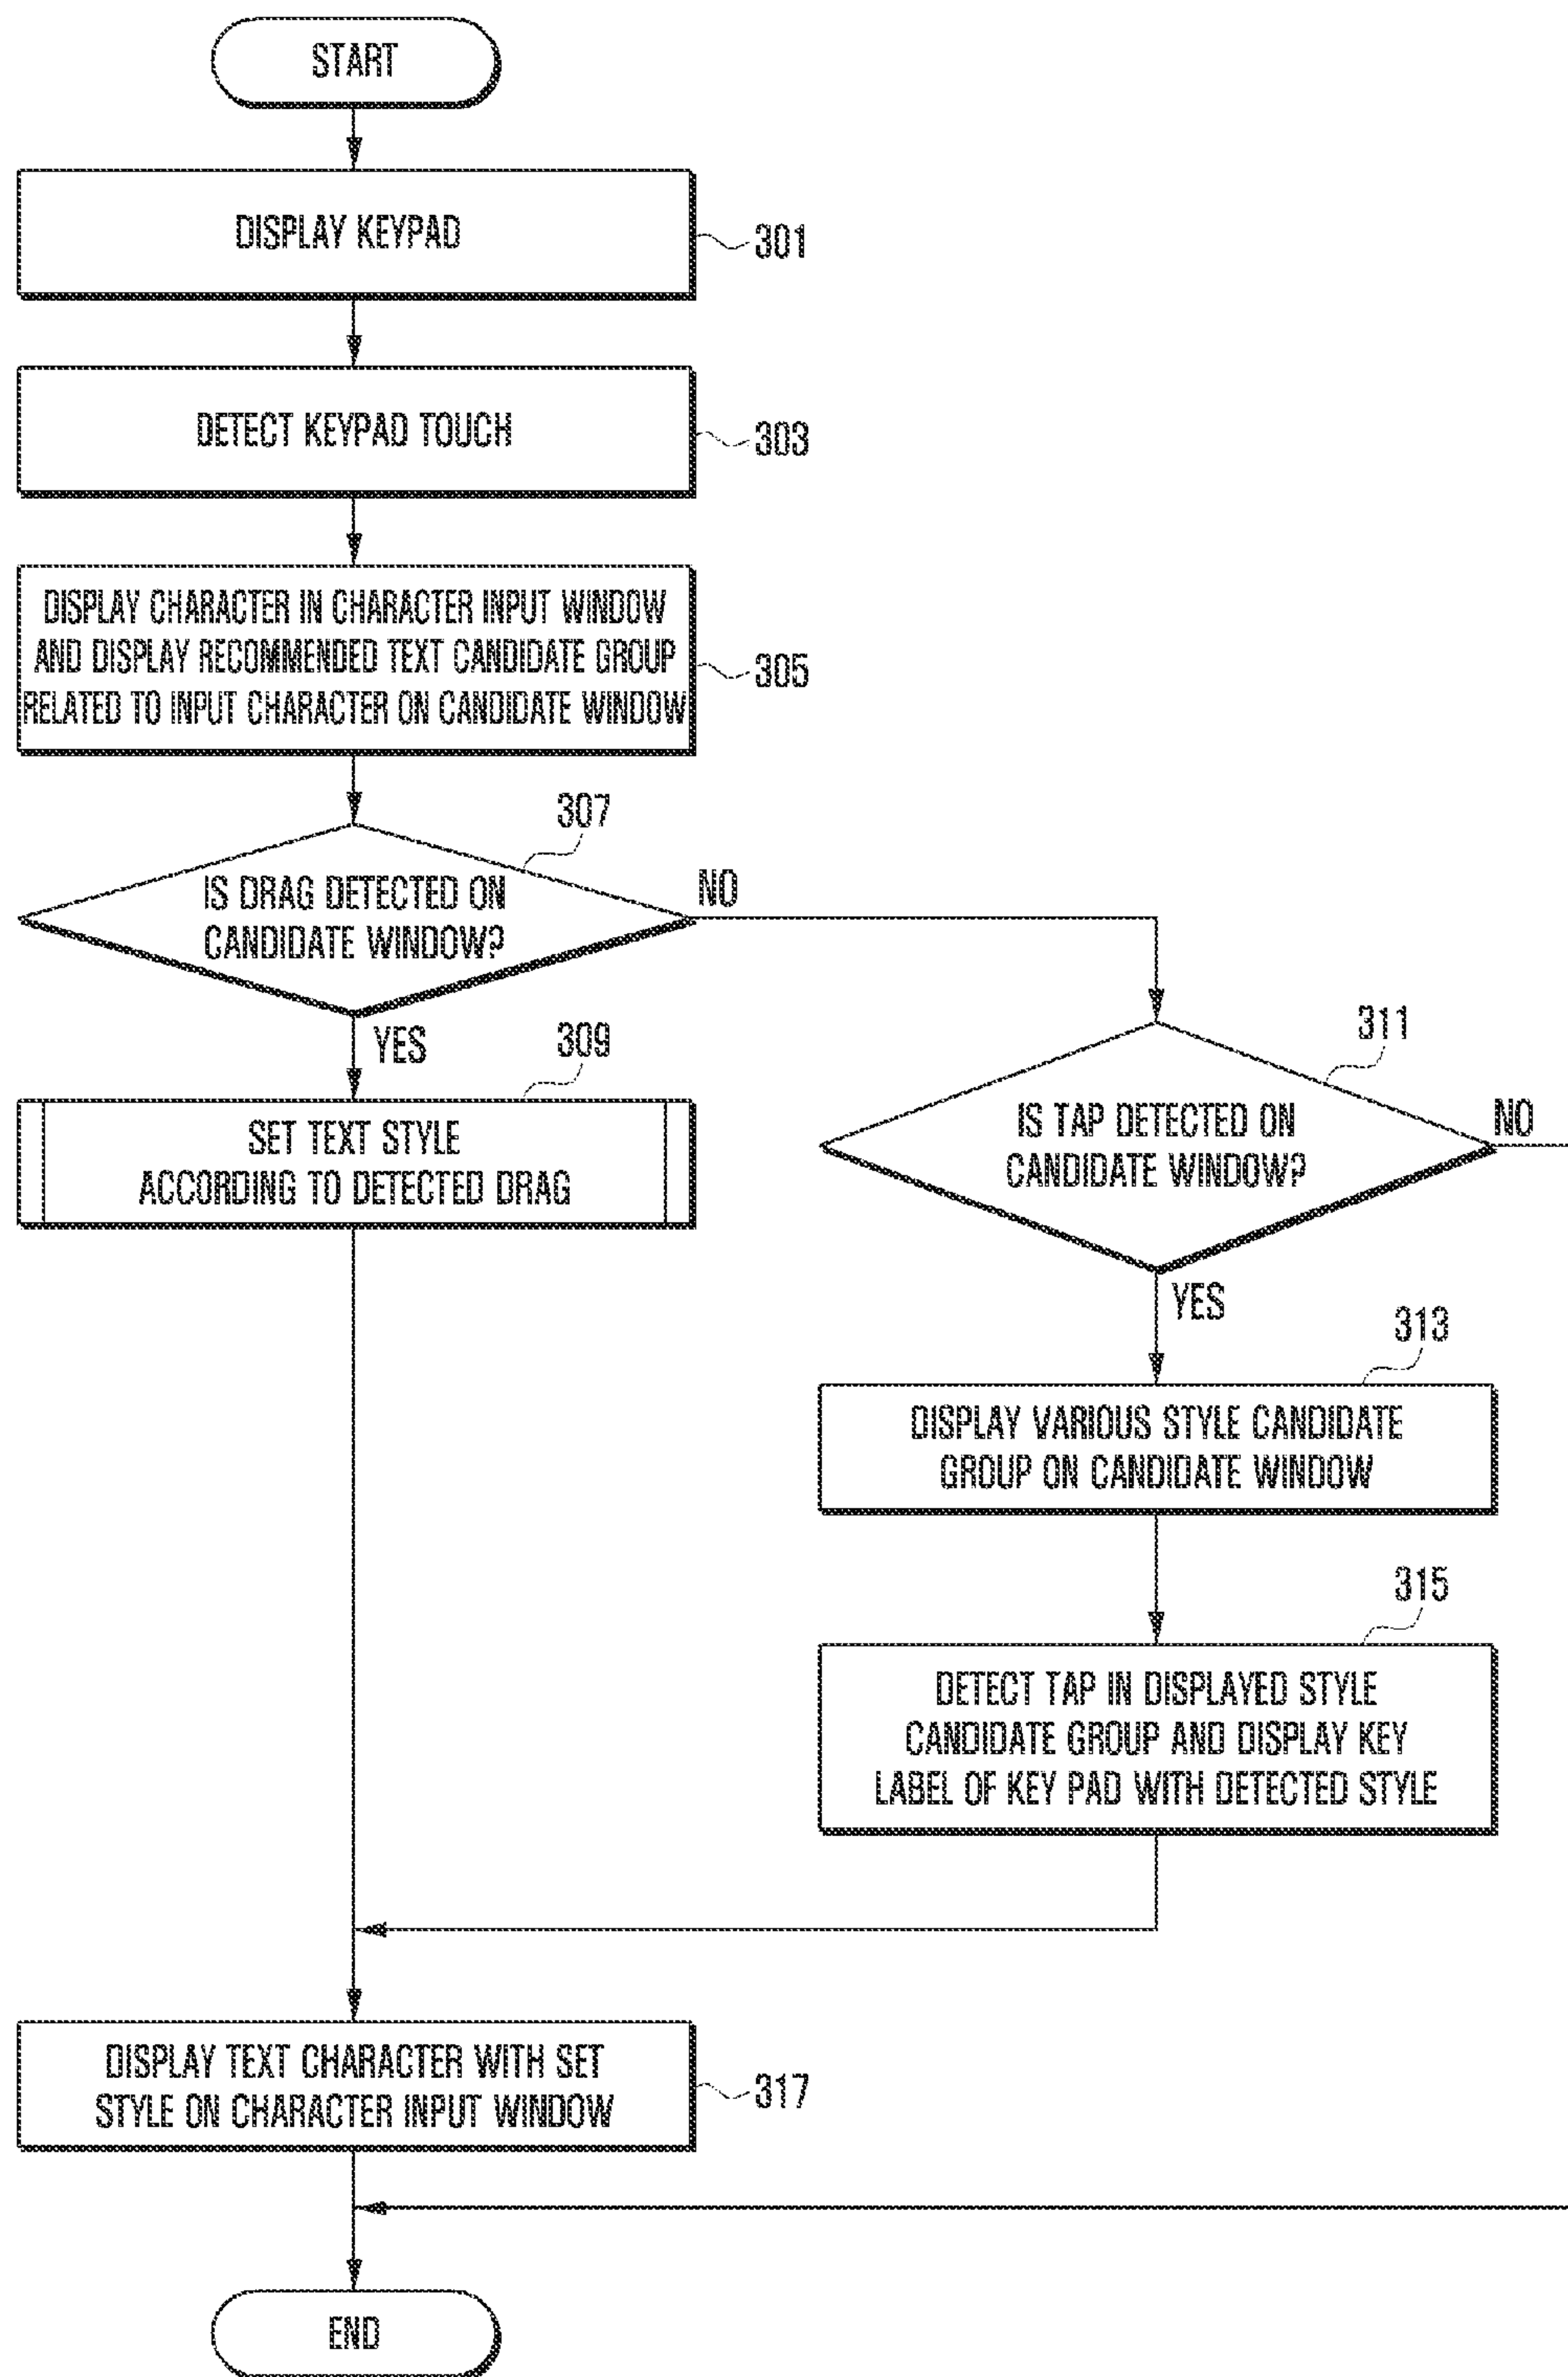 START
DISPLAY KEYPAD
301
DETECT KEYPAD TOUCH
303
DISPLAY CHARACTER IN CHARACTER INPUT WINDOW
AND DISPLAY RECOMMENDED TEXT CANDIDATE GROUP
RELATED TO INPUT CHARACTER ON CANDIDATE WINDOW
305
307
IS DRAG DETECTED ON
CANDIDATE WINDOW?
NO
YES
309
SET TEXT STYLE
ACCORDING TO DETECTED DRAG
311
IS TAP DETECTED ON
CANDIDATE WINDOW?
NO
YES
313
DISPLAY VARIOUS STYLE CANDIDATE
GROUP ON CANDIDATE WINDOW
315
DETECT TAP IN DISPLAYED STYLE
CANDIDATE GROUP AND DISPLAY KEY
LABEL OF KEY PAD WITH DETECTED STYLE
DISPLAY TEXT CHARACTER WITH SET
STYLE ON CHARACTER INPUT WINDOW
317
END